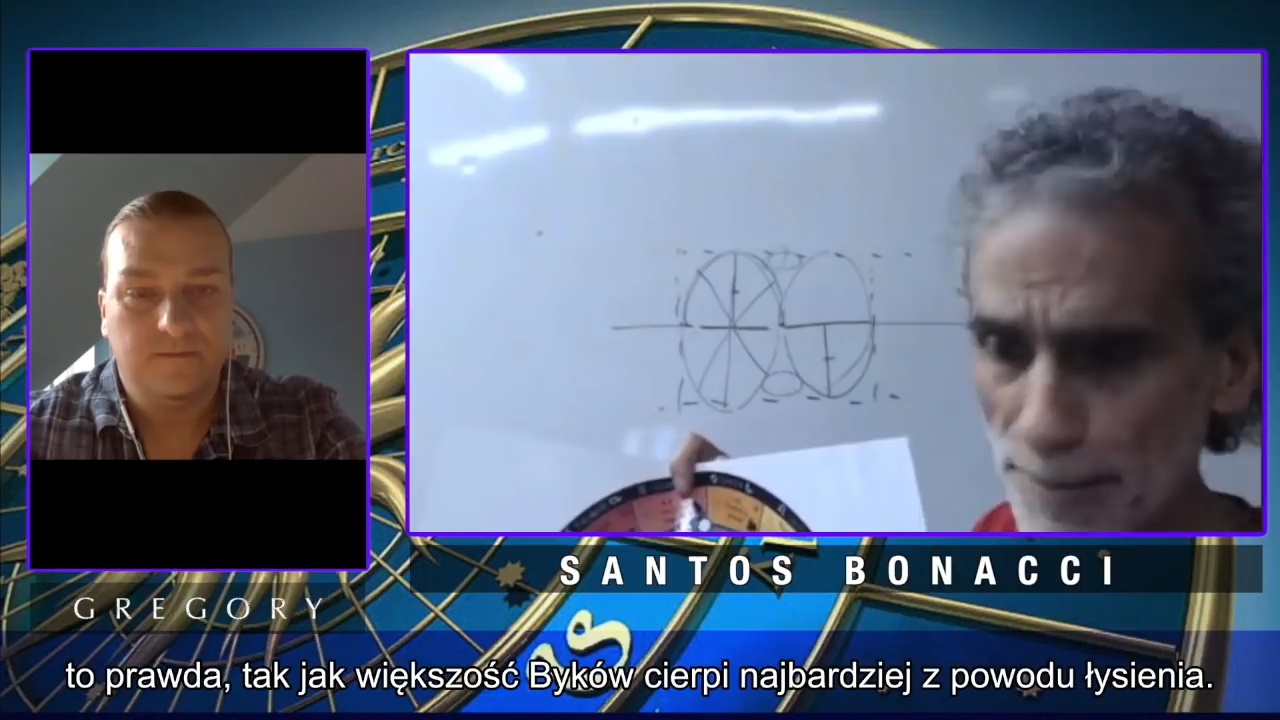 SANTOS BONACCI
GREGORY
to prawda, tak jak większość Byków cierpi najbardziej z powodu łysienia.